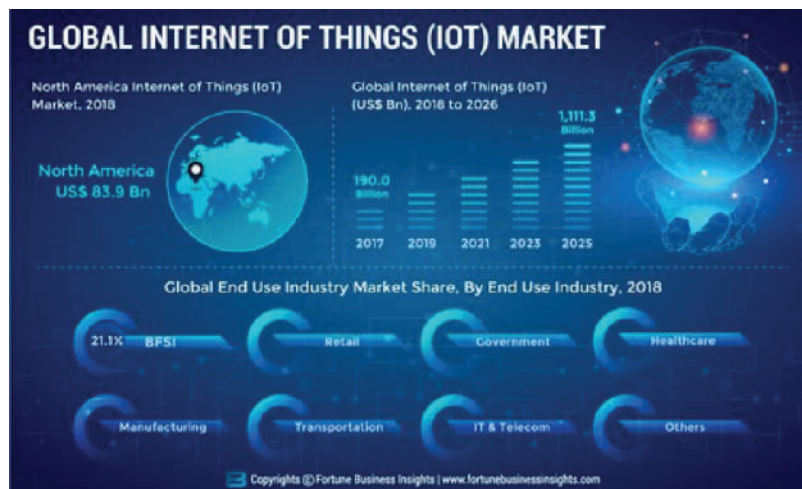 GLOBAL INTERNET OF THINGS (IOT) MARKET
North America Internet of Things (IoT)
Market, 2018
North America
US$ 83.9 Bn
Global Internet of Things (IoT)
(US$ Bn), 2018 to 2026
1,111.3
Billion
190.0
Billion
2017 2019 2021 2023 2025
Global End Use Industry Market Share, By End Use Industry, 2018
21.1% BFSI Retail Government Healthcare
Manufacturing Transportation IT & Telecom Others
Copyrights © Fortune Business Insights | www.fortunebusinessinsights.com